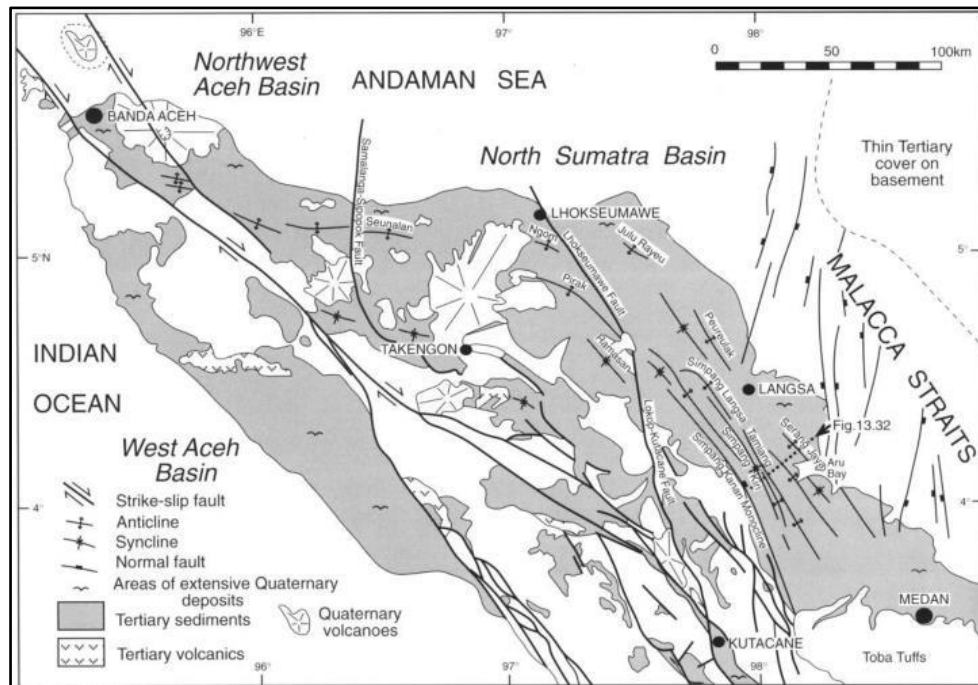 96°E
97°
98°
0 50 100km
Northwest
Aceh Basin
ANDAMAN SEA
BANDA ACEH
Samalanga-Sipopok Fault
North Sumatra Basin
Thin Tertiary
cover on
basement
LHOKSEUMAWE
Seunalan
Julu Rayeu
5°N
5°
Lhokseumawe Fault
Pirak
MALACCA STRAITS
Peureulak
INDIAN
OCEAN
TAKENGON
Ramasan
Simpang Langsa
LANGSA
Fig.13.32
Serang Jaya
Tamiang
Simpang Kiri
Simpang Kanan Monocline
Aru
Bay
Lokop-Kutacane Fault
West Aceh
Basin
4°
4°
Strike-slip fault
Anticline
Syncline
Normal fault
Areas of extensive Quaternary
deposits
Tertiary sediments
Quaternary
volcanoes
Tertiary volcanics
MEDAN
KUTACANE
Toba Tuffs
96°
97°
98°